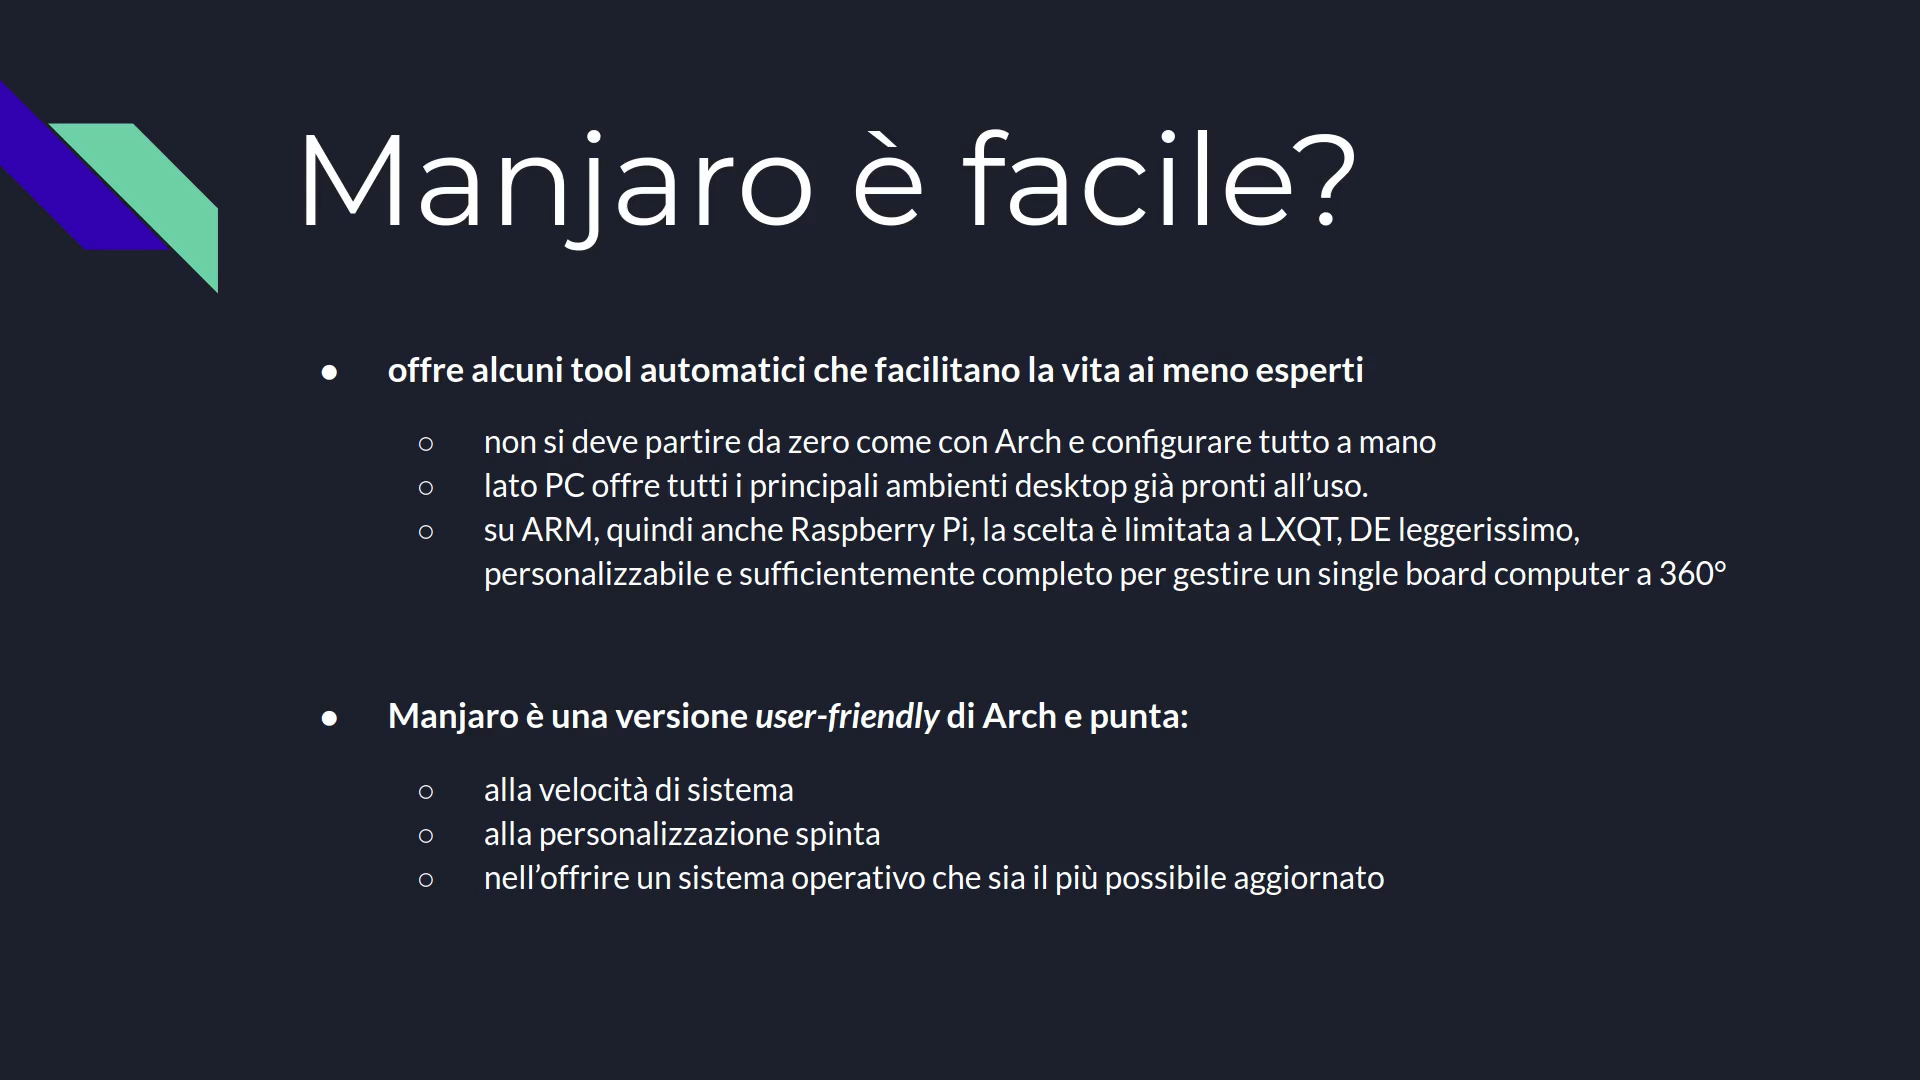 Manjaro è facile?
● offre alcuni tool automatici che facilitano la vita ai meno esperti
○ non si deve partire da zero come con Arch e configurare tutto a mano
○ lato PC offre tutti i principali ambienti desktop già pronti all’uso.
○ su ARM, quindi anche Raspberry Pi, la scelta è limitata a LXQT, DE leggerissimo,
personalizzabile e sufficientemente completo per gestire un single board computer a 360°
● Manjaro è una versione user-friendly di Arch e punta:
○ alla velocità di sistema
○ alla personalizzazione spinta
○ nell’offrire un sistema operativo che sia il più possibile aggiornato